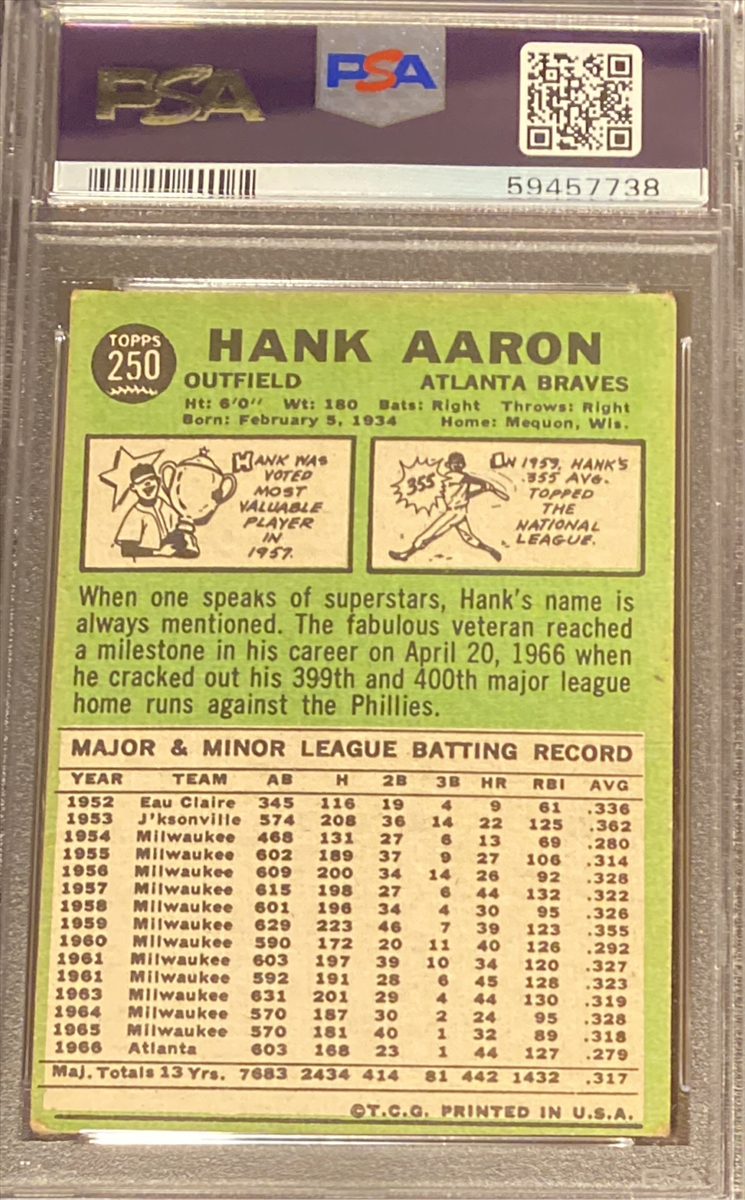 PSA PSA
59457738
TOPPS
250
HANK AARON
OUTFIELD ATLANTA BRAVES
Ht: 6'0" Wt: 180 Bats: Right Throws: Right
Born: February 5, 1934 Home: Mequon, Wis.
HANK WAS
VOTED
MOST
VALUABLE
PLAYER
IN
1957.
355
IN 1959, HANK'S
.355 AVG.
TOPPED
THE
NATIONAL
LEAGUE.
When one speaks of superstars, Hank's name is
always mentioned. The fabulous veteran reached
a milestone in his career on April 20, 1966 when
he cracked out his 399th and 400th major league
home runs against the Phillies.
MAJOR & MINOR LEAGUE BATTING RECORD
YEAR TEAM AB H 2B 3B HR RBI AVG
1952 Eau Claire 345 116 19 4 9 61 .336
1953 J'ksonville 574 208 36 14 22 125 .362
1954 Milwaukee 468 131 27 6 13 69 .280
1955 Milwaukee 602 189 37 9 27 106 .314
1956 Milwaukee 609 200 34 14 26 92 .328
1957 Milwaukee 615 198 27 6 44 132 .322
1958 Milwaukee 601 196 34 4 30 95 .326
1959 Milwaukee 629 223 46 7 39 123 .355
1960 Milwaukee 590 172 20 11 40 126 .292
1961 Milwaukee 603 197 39 10 34 120 .327
1961 Milwaukee 592 191 28 6 45 128 .323
1963 Milwaukee 631 201 29 4 44 130 .319
1964 Milwaukee 570 187 30 2 24 95 .328
1965 Milwaukee 570 181 40 1 32 89 .318
1966 Atlanta 603 168 23 1 44 127 .279
Maj. Totals 13 Yrs. 7683 2434 414 81 442 1432 .317
©T.C.G. PRINTED IN U.S.A.